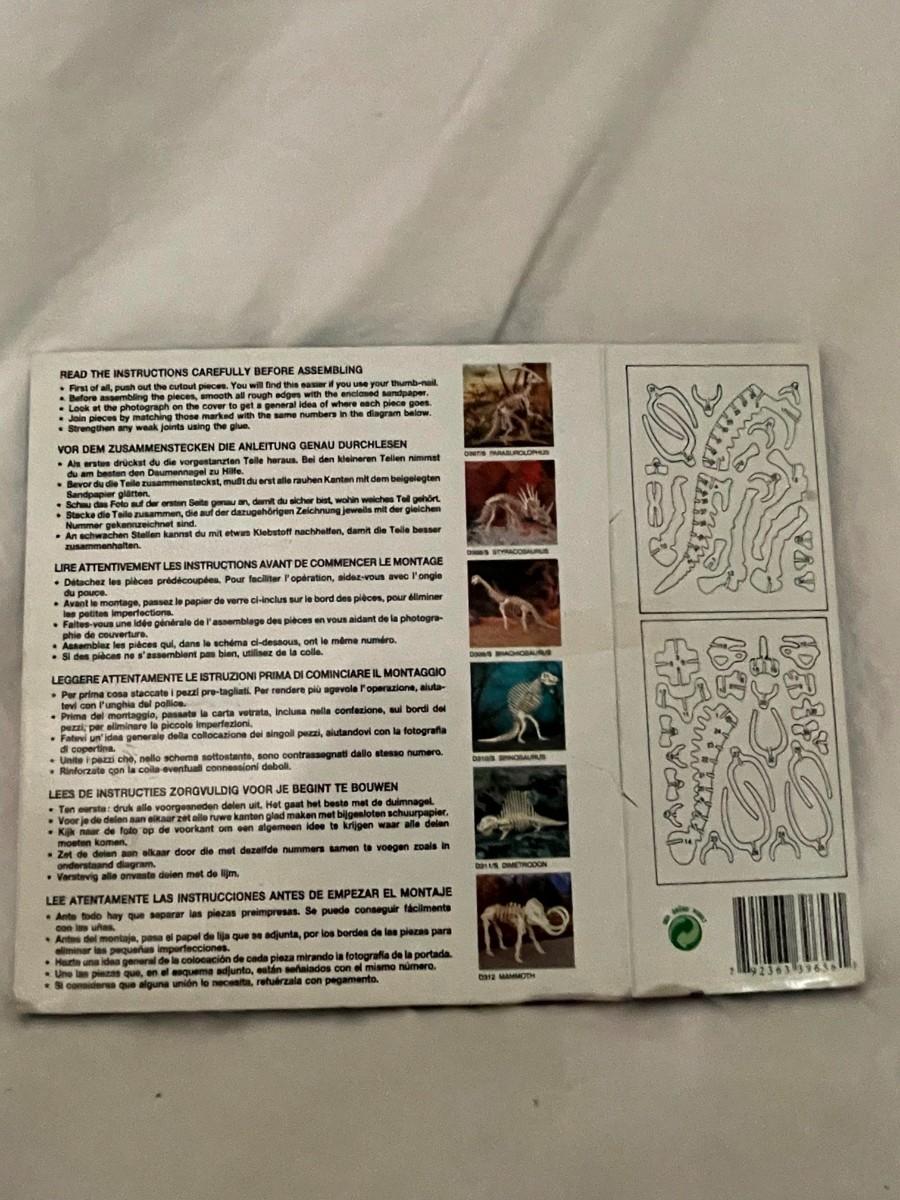 READ THE INSTRUCTIONS CAREFULLY BEFORE ASSEMBLING
• First of all, push out the cutout pieces. You will find this easier if you use your thumb-nail.
• Before assembling the pieces, smooth all rough edges with the enclosed sandpaper.
• Look at the photograph on the cover to get a general idea of where each piece goes.
• Join pieces by matching those marked with the same numbers in the diagram below.
• Strengthen any weak joints using the glue.
VOR DEM ZUSAMMENSTECKEN DIE ANLEITUNG GENAU DURCHLESEN
• Als erstes drückst du die vorgestanzten Teile heraus. Bei den kleineren Teilen nimmst
du am besten den Daumennagel zu Hilfe.
• Bevor du die Teile zusammensteckst, mußt du erst alle rauhen Kanten mit dem beigelegten
Sandpapier glätten.
• Schau das Foto auf der ersten Seite genau an, damit du sicher bist, wohin welches Teil gehört.
• Stecke die Teile zusammen, die auf der dazugehörigen Zeichnung jeweils mit der gleichen
Nummer gekennzeichnet sind.
• An schwachen Stellen kannst du mit etwas Klebstoff nachhelfen, damit die Teile besser
zusammenhalten.
LIRE ATTENTIVEMENT LES INSTRUCTIONS AVANT DE COMMENCER LE MONTAGE
• Détachez les pièces prédécoupées. Pour faciliter l'opération, aidez-vous avec l'ongle
du pouce.
• Avant le montage, passez le papier de verre ci-inclus sur le bord des pièces, pour éliminer
les petites imperfections.
• Faites-vous une idée générale de l'assemblage des pièces en vous aidant de la photogra-
phie de couverture.
• Assemblez les pièces qui, dans le schéma ci-dessous, ont le même numéro.
• Si des pièces ne s'assemblent pas bien, utilisez de la colle.
LEGGERE ATTENTAMENTE LE ISTRUZIONI PRIMA DI COMINCIARE IL MONTAGGIO
• Per prima cosa staccate i pezzi pre-tagliati. Per rendere più agevole l'operazione, aiuta-
tevi con l'unghia del pollice.
• Prima del montaggio, passate la carta vetrata, inclusa nella confezione, sui bordi dei
pezzi, per eliminare le piccole imperfezioni.
• Fatevi un'idea generale della collocazione dei singoli pezzi, aiutandovi con la fotografia
di copertina.
• Unite i pezzi che, nello schema sottostante, sono contrassegnati dallo stesso numero.
• Rinforzate con la colla eventuali connessioni deboli.
LEES DE INSTRUCTIES ZORGVULDIG VOOR JE BEGINT TE BOUWEN
• Ten eerste: druk alle voorgesneden delen uit. Het gaat het beste met de duimnagel.
• Voor je de delen aan elkaar zet alle ruwe kanten glad maken met bijgesloten schuurpapier.
• Kijk naar de foto op de voorkant om een algemeen idee te krijgen waar alle delen
moeten komen.
• Zet de delen aan elkaar door die met dezelfde nummers samen te voegen zoals in
onderstaand diagram.
• Verstevig alle onvaste delen met de lijm.
LEE ATENTAMENTE LAS INSTRUCCIONES ANTES DE EMPEZAR EL MONTAJE
• Ante todo hay que separar las piezas preimpresas. Se puede conseguir fácilmente
con las uñas.
• Antes del montaje, pasa el papel de lija que se adjunta, por los bordes de las piezas para
eliminar las pequeñas imperfecciones.
• Hazte una idea general de la colocación de cada pieza mirando la fotografía de la portada.
• Une las piezas que, en el esquema adjunto, están señalados con el mismo número.
• Si consideras que alguna unión lo necesita, refuérzala con pegamento.
PARASUROLOPHUS
STYRACOSAURUS
BRACHIOSAURUS
SPINOSAURUS
DIMETRODON
D312 MAMMOTH